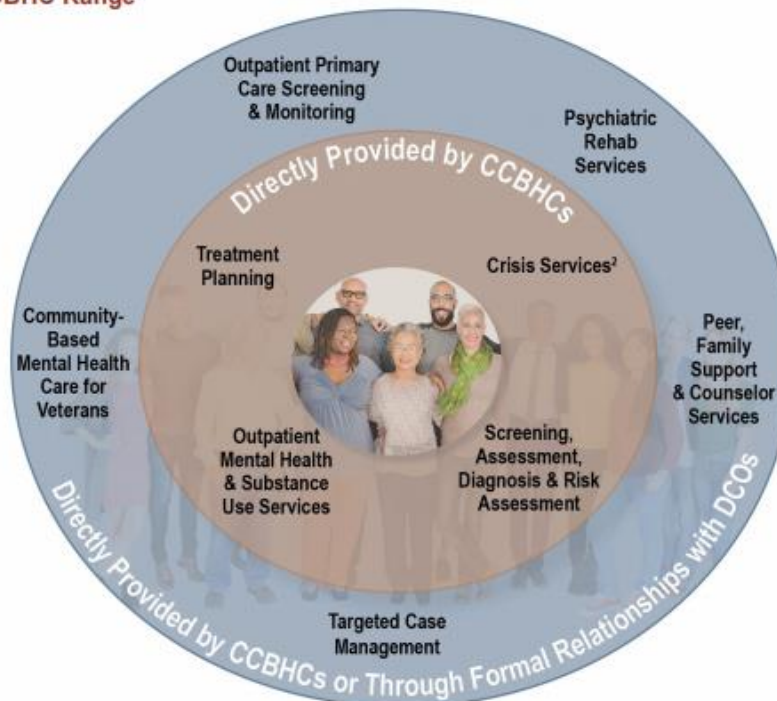 Outpatient Primary
Care Screening
& Monitoring
Psychiatric
Rehab
Services
Directly Provided by CCBHCs
Treatment
Planning
Crisis Services²
Community-
Based
Mental Health
Care for
Veterans
Peer,
Family
Support
& Counselor
Services
Outpatient
Mental Health
& Substance
Use Services
Screening,
Assessment,
Diagnosis & Risk
Assessment
Targeted Case
Management
Directly Provided by CCBHCs or Through Formal Relationships with DCOs